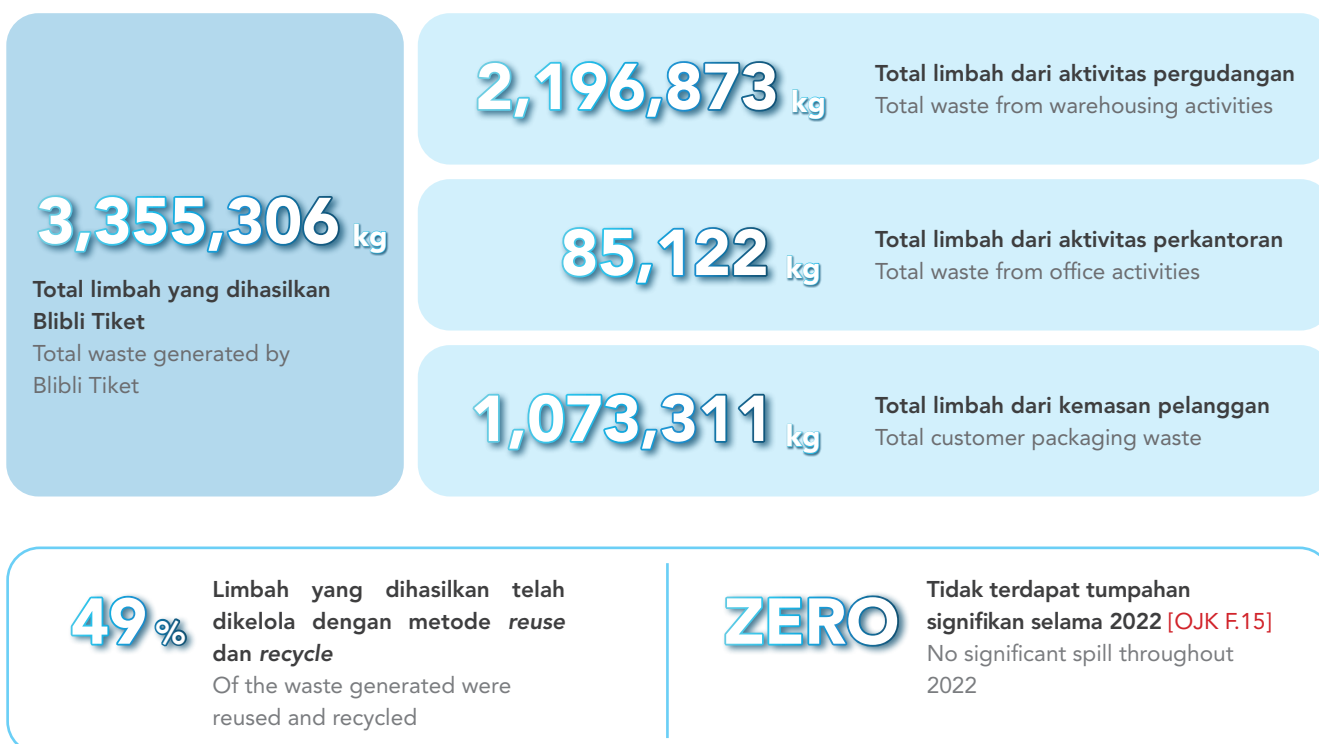 3,355,306 kg
Total limbah yang dihasilkan
Blibli Tiket
Total waste generated by
Blibli Tiket
2,196,873 kg
Total limbah dari aktivitas pergudangan
Total waste from warehousing activities
85,122 kg
Total limbah dari aktivitas perkantoran
Total waste from office activities
1,073,311 kg
Total limbah dari kemasan pelanggan
Total customer packaging waste
49 %
Limbah yang dihasilkan telah
dikelola dengan metode reuse
dan recycle
Of the waste generated were
reused and recycled
ZERO
Tidak terdapat tumpahan
signifikan selama 2022 [OJK F.15]
No significant spill throughout
2022